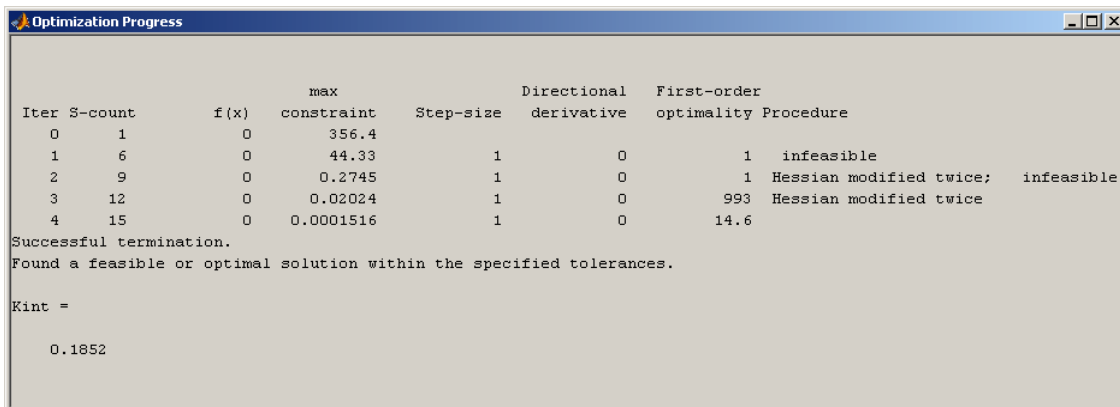 Optimization Progress
max Directional First-order
Iter S-count f(x) constraint Step-size derivative optimality Procedure
0 1 0 356.4
1 6 0 44.33 1 0 1 infeasible
2 9 0 0.2745 1 0 1 Hessian modified twice; infeasible
3 12 0 0.02024 1 0 993 Hessian modified twice
4 15 0 0.0001516 1 0 14.6
Successful termination.
Found a feasible or optimal solution within the specified tolerances.
Kint =
0.1852